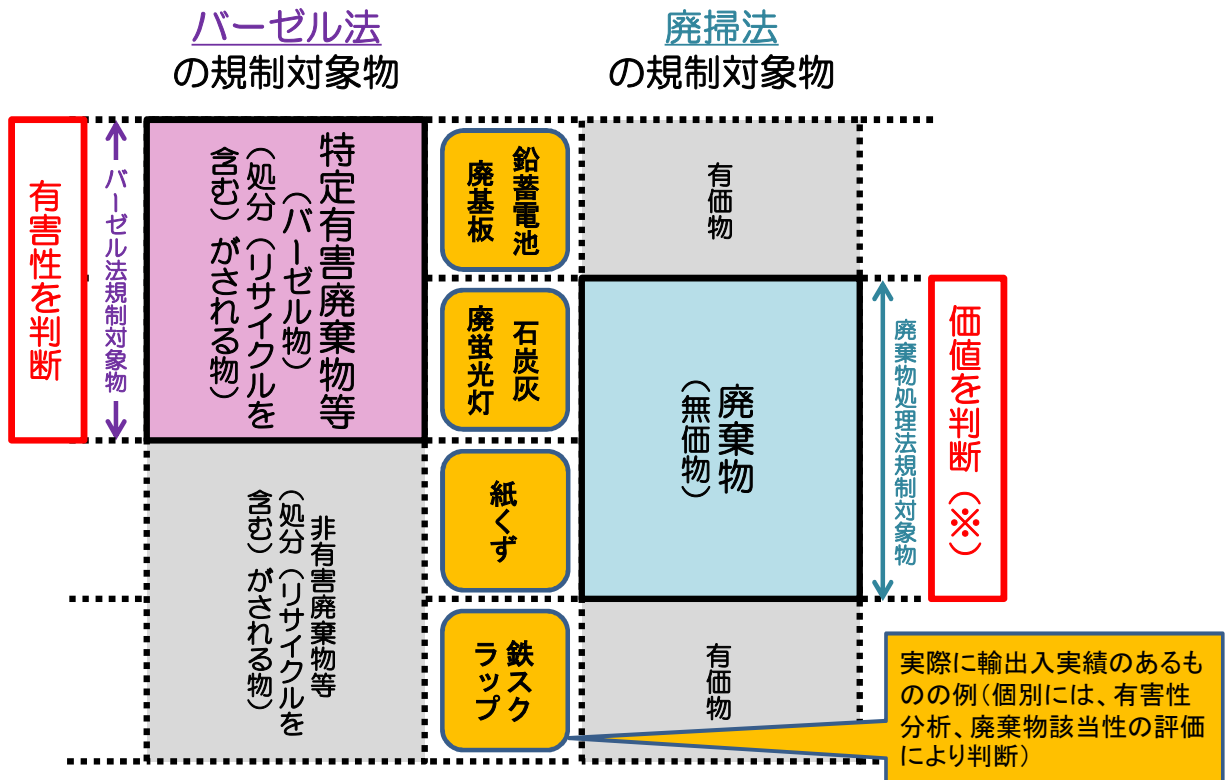 バーゼル法
の規制対象物
廃掃法
の規制対象物
有害性を判断
バーゼル法規制対象物
特定有害廃棄物等
（バーゼル物）
（処分（リサイクルを
含む）がされる物）
非有害廃棄物等
（処分（リサイクルを
含む）がされる物）
鉛蓄電池
廃基板
石炭灰
廃蛍光灯
紙くず
鉄スク
ラップ
有価物
廃棄物
（無価物）
有価物
廃棄物処理法規制対象物
価値を判断（※）
実際に輸出入実績のあるも
のの例（個別には、有害性
分析、廃棄物該当性の評価
により判断）